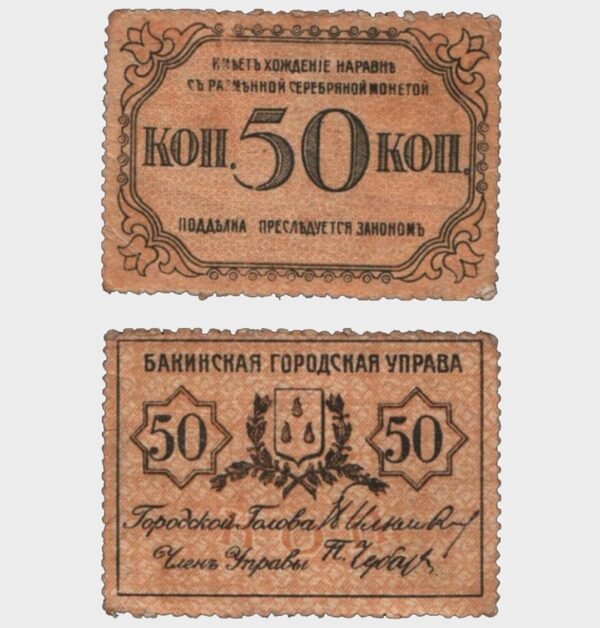 ИМѢЕТЪ ХОЖДЕНІЕ НАРАВНѢ
СЪ РАЗМѢННОЙ СЕРЕБРЯНОЙ МОНЕТОЙ
КОП. 50 КОП.
ПОДДѢЛКА ПРЕСЛѢДУЕТСЯ ЗАКОНОМЪ
БАКИНСКАЯ ГОРОДСКАЯ УПРАВА
50 50
Городской Голова
Членъ Управы